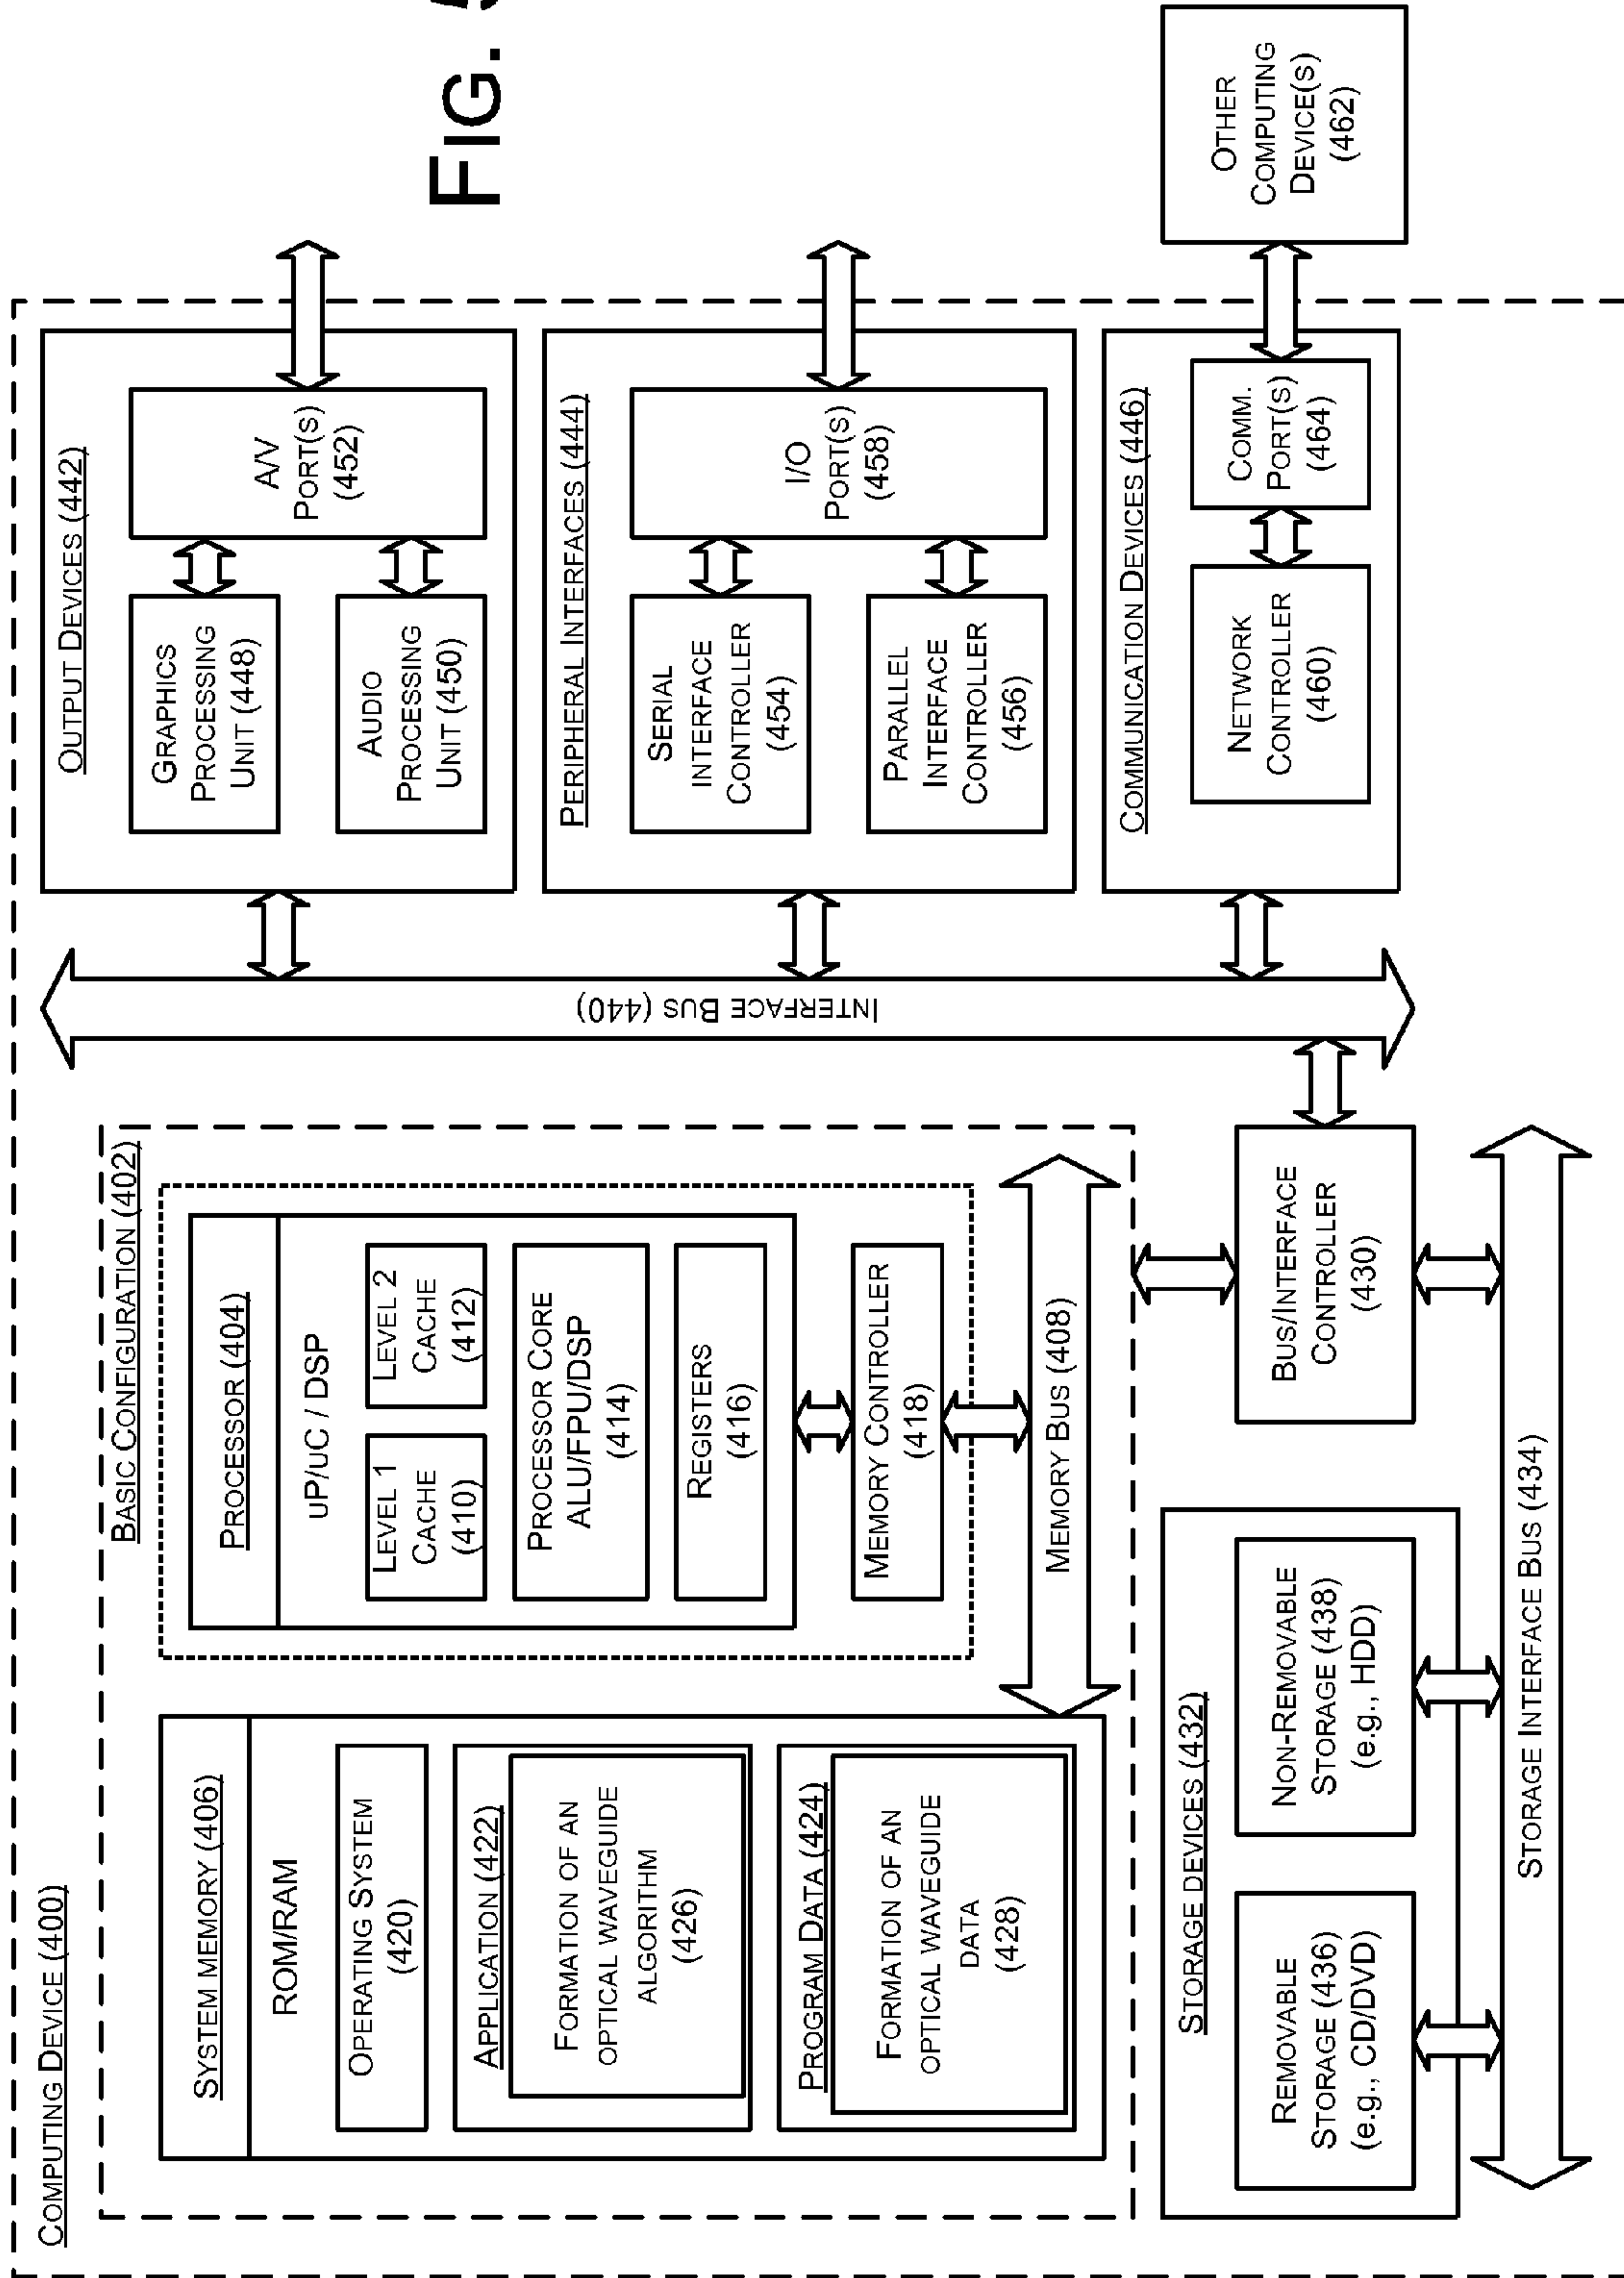 Computing Device (400)
Basic Configuration (402)
System memory (406)
ROM/RAM
Operating System
(420)
Application (422)
Formation of an
optical waveguide
algorithm
(426)
Program Data (424)
Formation of an
optical waveguide
data
(428)
Processor (404)
uP/uC / DSP
Level 1
Cache
(410)
Level 2
Cache
(412)
Processor Core
ALU/FPU/DSP
(414)
Registers
(416)
Memory Controller
(418)
Memory Bus (408)
Bus/Interface
Controller
(430)
Storage devices (432)
Removable
Storage (436)
(e.g., CD/DVD)
Non-Removable
Storage (438)
(e.g., HDD)
Storage Interface Bus (434)
Interface Bus (440)
Output Devices (442)
Graphics
Processing
Unit (448)
Audio
Processing
Unit (450)
A/V
Port(s)
(452)
Peripheral Interfaces (444)
Serial
interface
Controller
(454)
Parallel
Interface
Controller
(456)
I/O
Port(s)
(458)
Communication Devices (446)
Network
Controller
(460)
Comm.
Port(s)
(464)
Other
Computing
Device(s)
(462)
Fig.